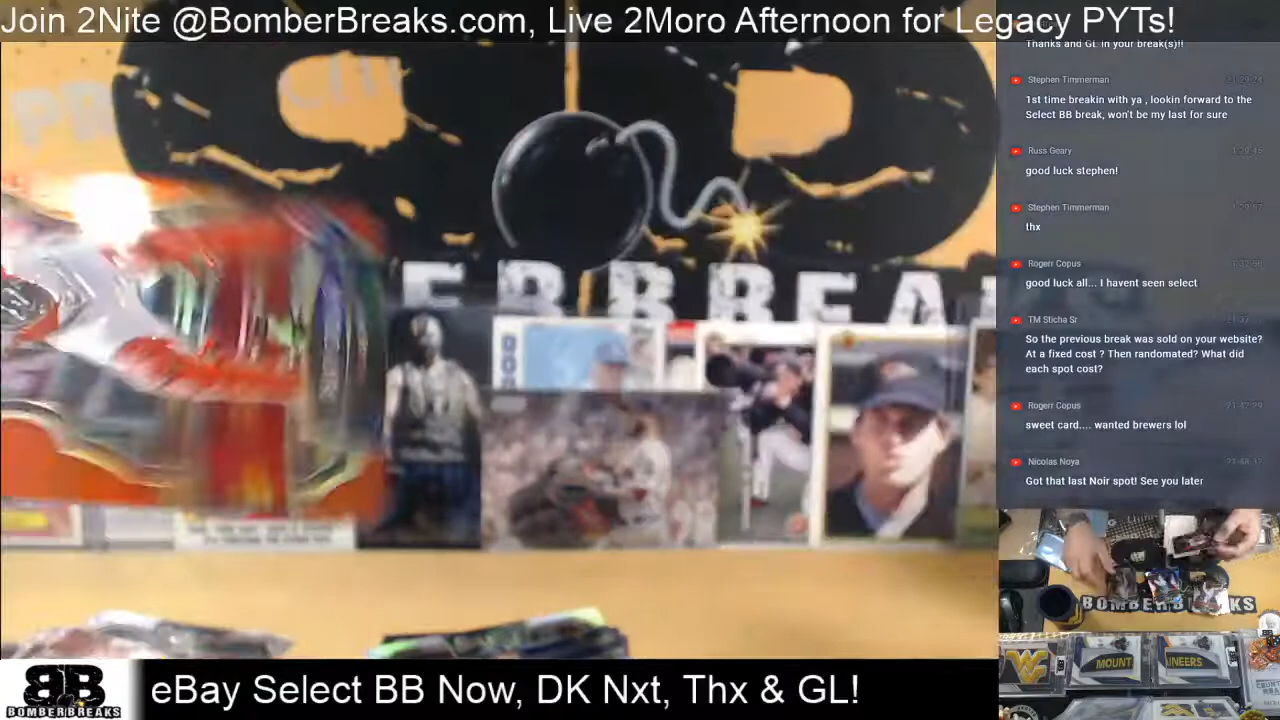 Join 2Nite @BomberBreaks.com, Live 2Moro Afternoon for Legacy PYTs!
Thanks and GL in your break(s)!!
Stephen Timmerman
1st time breakin with ya , lookin forward to the
Select BB break, won't be my last for sure
Russ Geary
good luck stephen!
Stephen Timmerman
thx
Rogerr Copus
good luck all... I havent seen select
TM Sticha Sr
So the previous break was sold on your website?
At a fixed cost ? Then randomated? What did
each spot cost?
Rogerr Copus
sweet card.... wanted brewers lol
Nicolas Noya
Got that last Noir spot! See you later
BOMBERBREAKS
MOUNT
AINEERS
BB
BOMBERBREAKS
eBay Select BB Now, DK Nxt, Thx & GL!